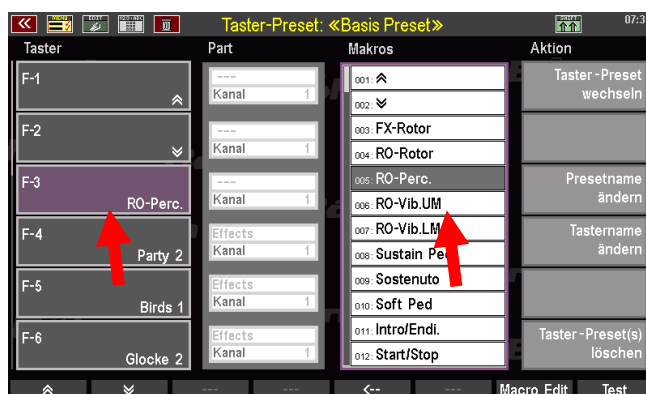 MENU EDIT
Taster-Preset: «Basis Preset»
07:3
Taster Part Makros Aktion
F-1
---
Kanal 1
F-2
---
Kanal 1
F-3
RO-Perc.
---
Kanal 1
F-4
Party 2
Effects
Kanal 1
F-5
Birds 1
Effects
Kanal 1
F-6
Glocke 2
Effects
Kanal 1
001:
002:
003: FX-Rotor
004: RO-Rotor
005: RO-Perc.
006: RO-Vib.UM
007: RO-Vib.LM
008: Sustain
009: Sostenuto
010: Soft Ped
011: Intro/Endi.
012: Start/Stop
Taster-Preset
wechseln
Presetname
ändern
Tastername
ändern
Taster-Preset(s)
löschen
--- --- <-- --- Macro Edit Test